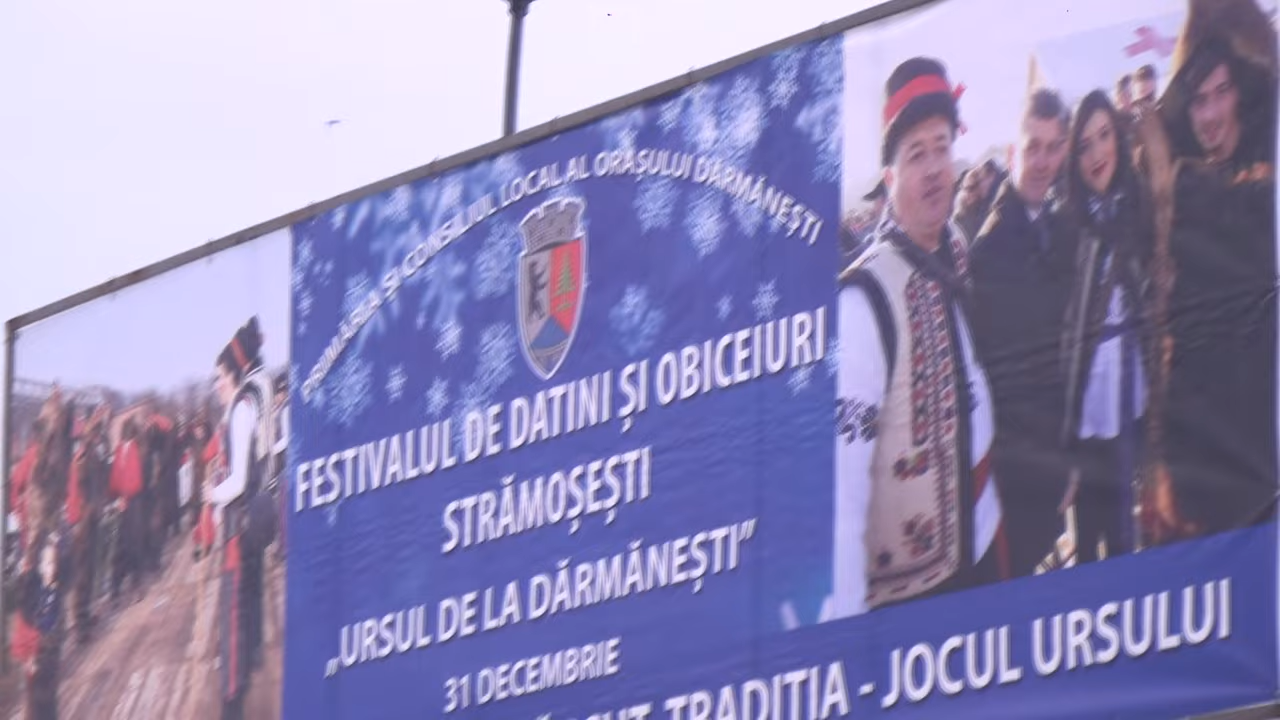 PRIMĂRIA ȘI CONSILIUL LOCAL AL ORAȘULUI DĂRMĂNEȘTI
FESTIVALUL DE DATINI ȘI OBICEIURI
STRĂMOȘEȘTI
„URSUL DE LA DĂRMĂNEȘTI”
31 DECEMBRIE
TRADIȚIA - JOCUL URSULUI